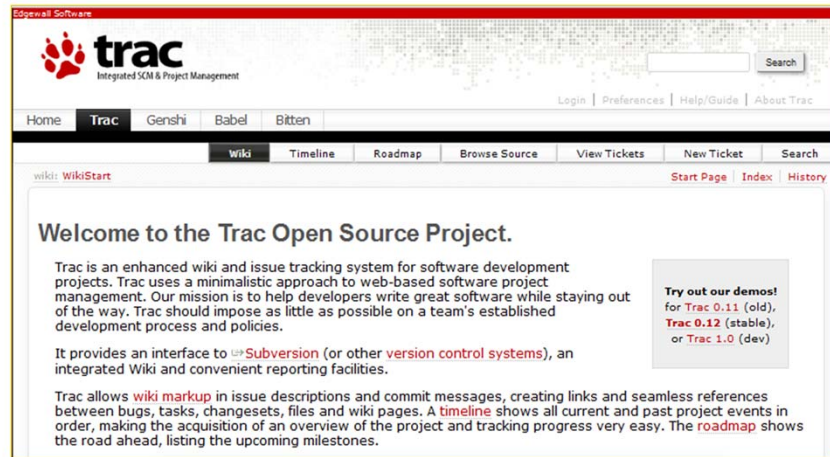 Edgewall Software
trac
Integrated SCM & Project Management
Search
Login | Preferences | Help/Guide | About Trac
Home Trac Genshi Babel Bitten
Wiki Timeline Roadmap Browse Source View Tickets New Ticket Search
wiki: WikiStart
Start Page | Index | History
Welcome to the Trac Open Source Project.
Trac is an enhanced wiki and issue tracking system for software development
projects. Trac uses a minimalistic approach to web-based software project
management. Our mission is to help developers write great software while staying out
of the way. Trac should impose as little as possible on a team's established
development process and policies.
Try out our demos!
for Trac 0.11 (old),
Trac 0.12 (stable),
or Trac 1.0 (dev)
It provides an interface to Subversion (or other version control systems), an
integrated Wiki and convenient reporting facilities.
Trac allows wiki markup in issue descriptions and commit messages, creating links and seamless references
between bugs, tasks, changesets, files and wiki pages. A timeline shows all current and past project events in
order, making the acquisition of an overview of the project and tracking progress very easy. The roadmap shows
the road ahead, listing the upcoming milestones.